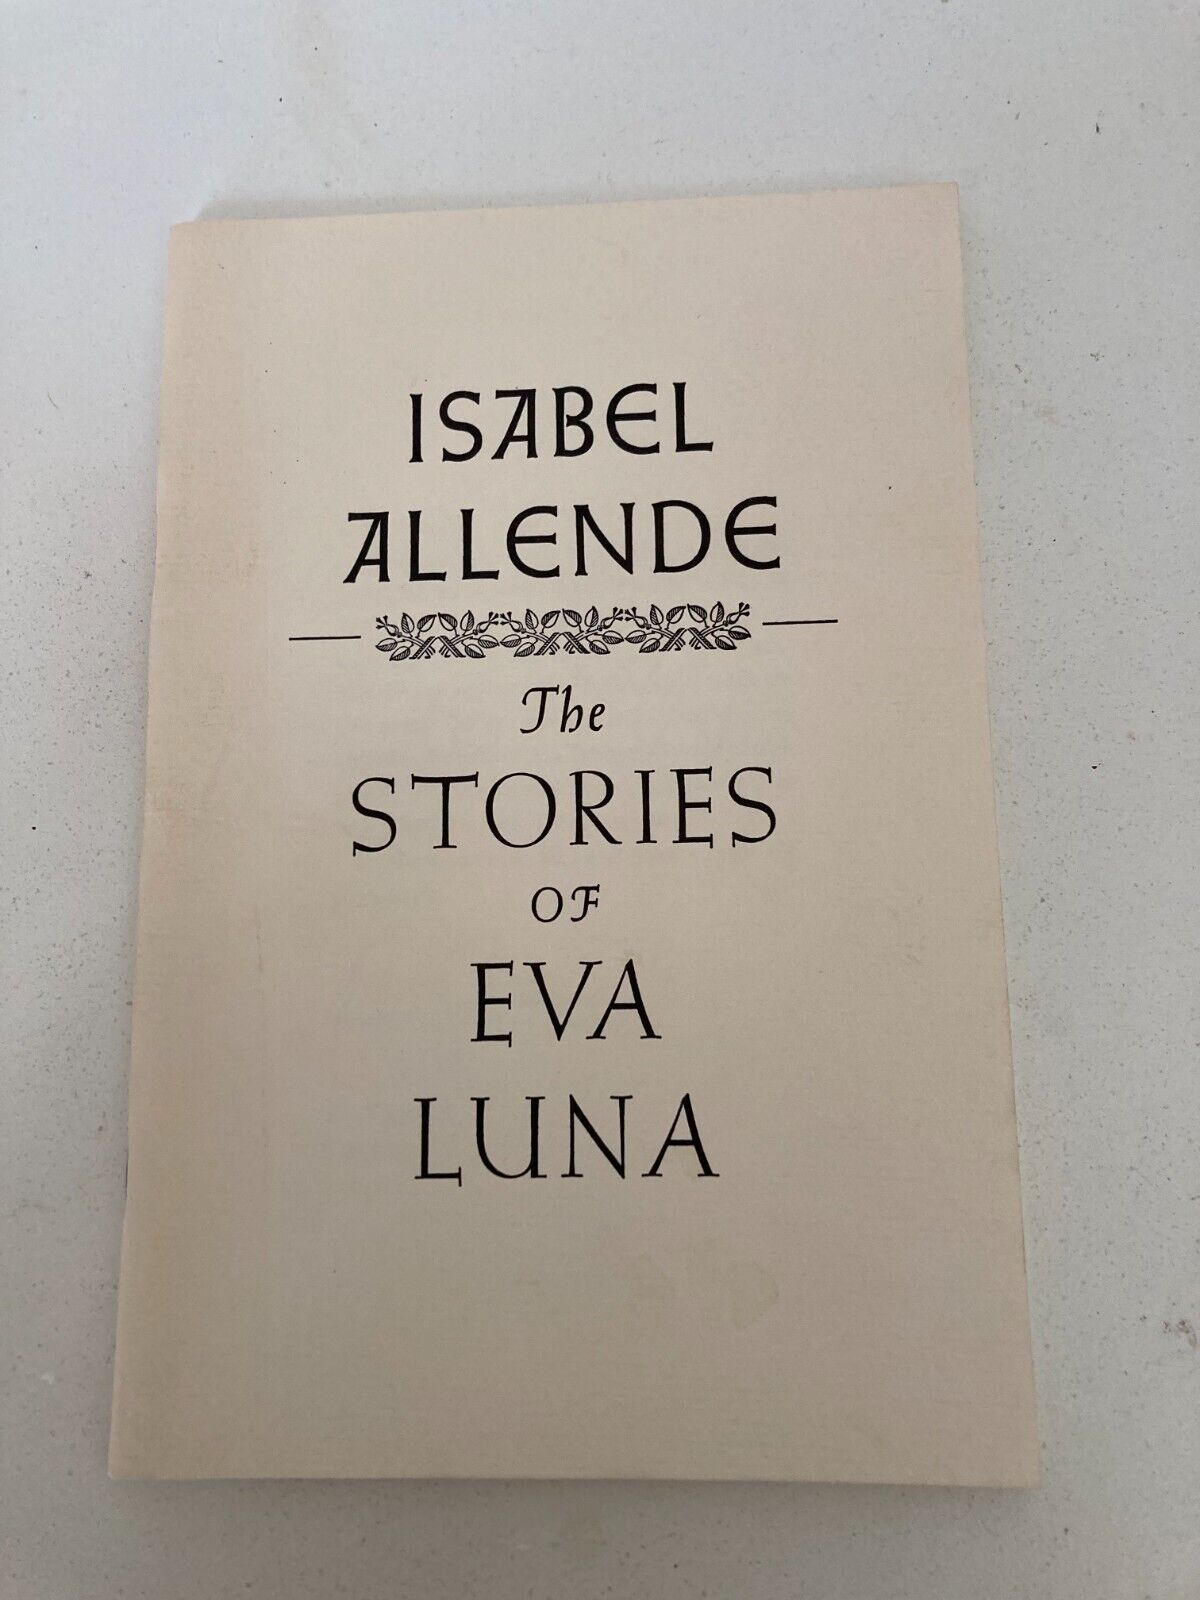 ISABEL
ALLENDE
The
STORIES
OF
EVA
LUNA